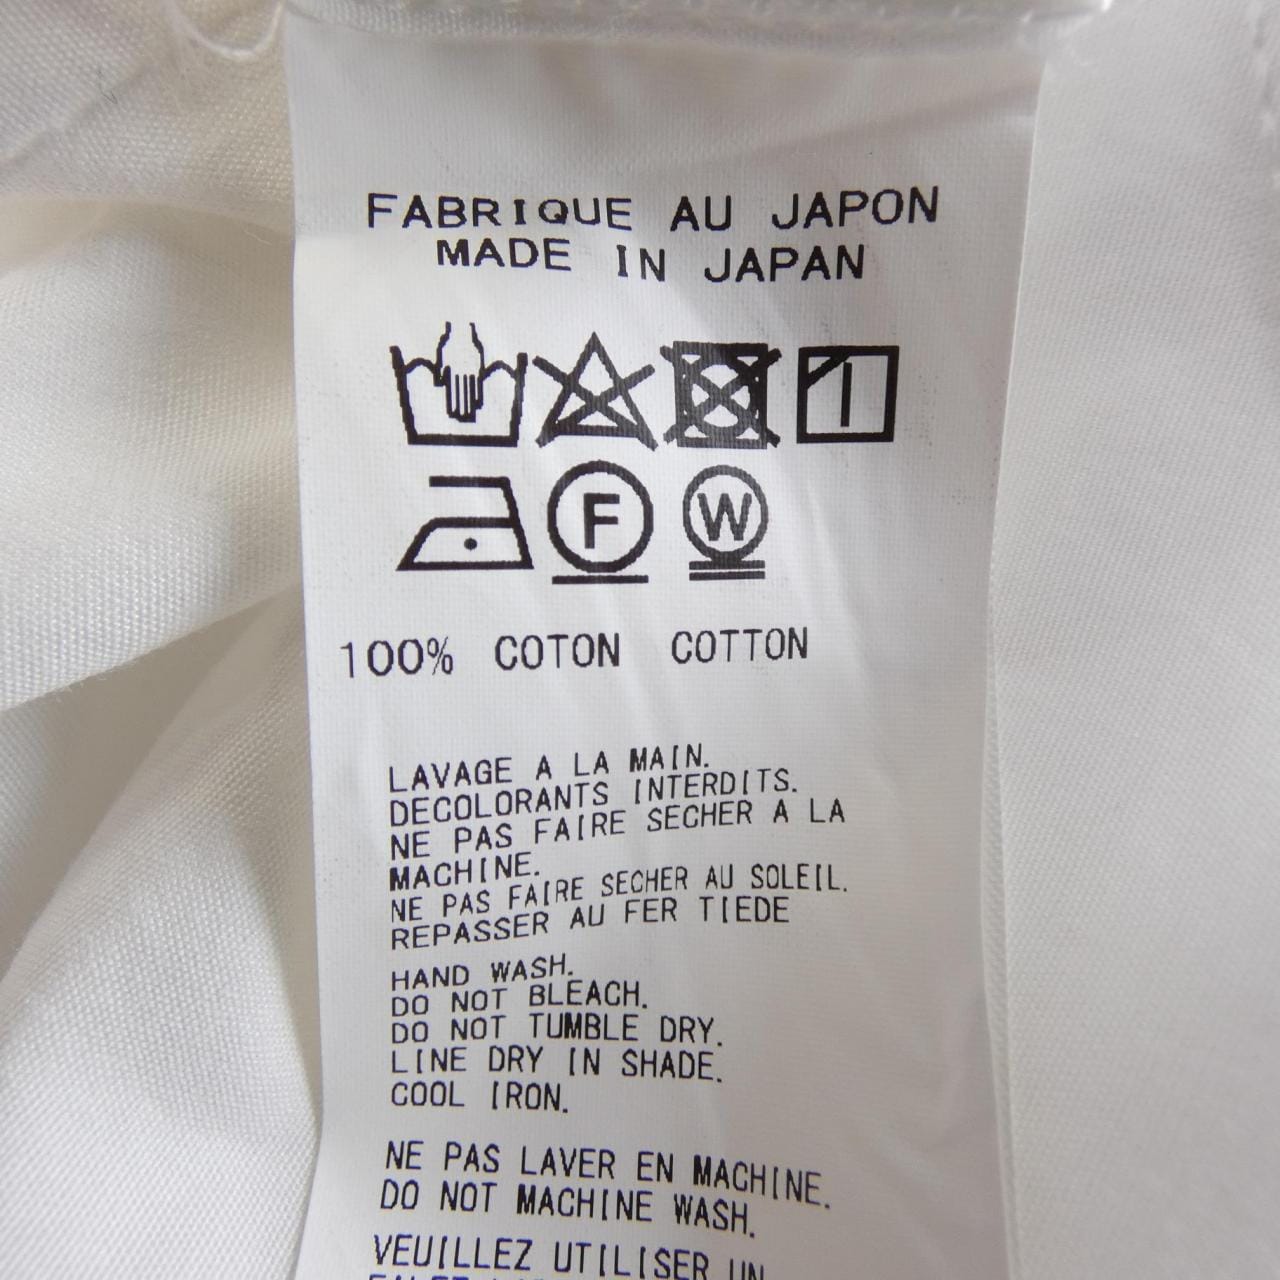 FABRIQUE AU JAPON
MADE IN JAPAN
F W
100% COTON COTTON
LAVAGE A LA MAIN.
DECOLORANTS INTERDITS.
NE PAS FAIRE SECHER A LA
MACHINE.
NE PAS FAIRE SECHER AU SOLEIL.
REPASSER AU FER TIEDE
HAND WASH.
DO NOT BLEACH.
DO NOT TUMBLE DRY.
LINE DRY IN SHADE.
COOL IRON.
NE PAS LAVER EN MACHINE.
DO NOT MACHINE WASH.
VEUILLEZ UTILISER UN